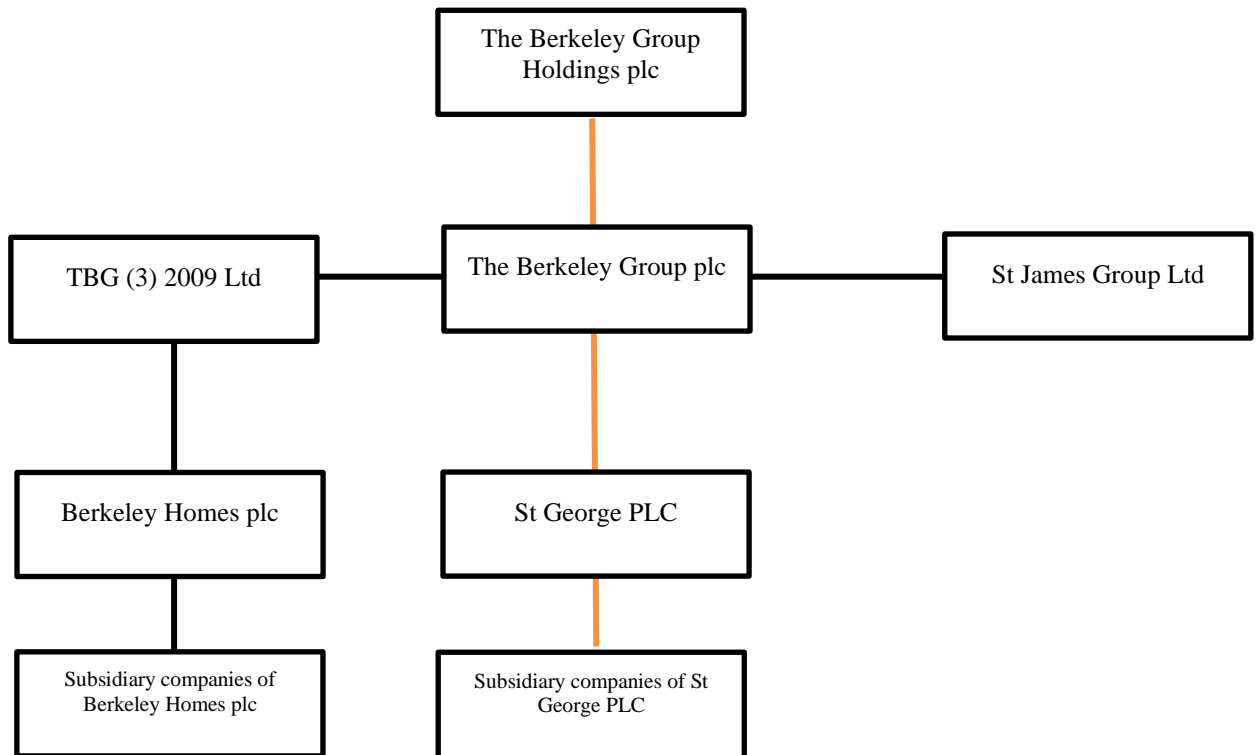 The Berkeley Group
Holdings plc
TBG (3) 2009 Ltd
The Berkeley Group plc
St James Group Ltd
Berkeley Homes plc
St George PLC
Subsidiary companies of
Berkeley Homes plc
Subsidiary companies of St
George PLC